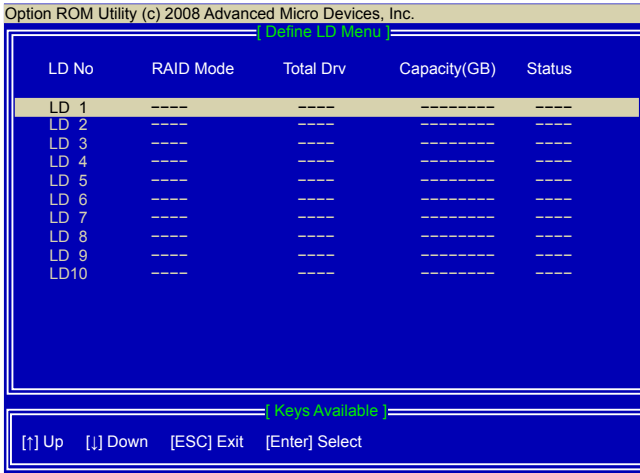 Option ROM Utility (c) 2008 Advanced Micro Devices, Inc.
[ Define LD Menu ]
LD No RAID Mode Total Drv Capacity(GB) Status
LD 1 ---- ---- -------- ----
LD 2 ---- ---- -------- ----
LD 3 ---- ---- -------- ----
LD 4 ---- ---- -------- ----
LD 5 ---- ---- -------- ----
LD 6 ---- ---- -------- ----
LD 7 ---- ---- -------- ----
LD 8 ---- ---- -------- ----
LD 9 ---- ---- -------- ----
LD10 ---- ---- -------- ----
[ Keys Available ]
[↑] Up [↓] Down [ESC] Exit [Enter] Select